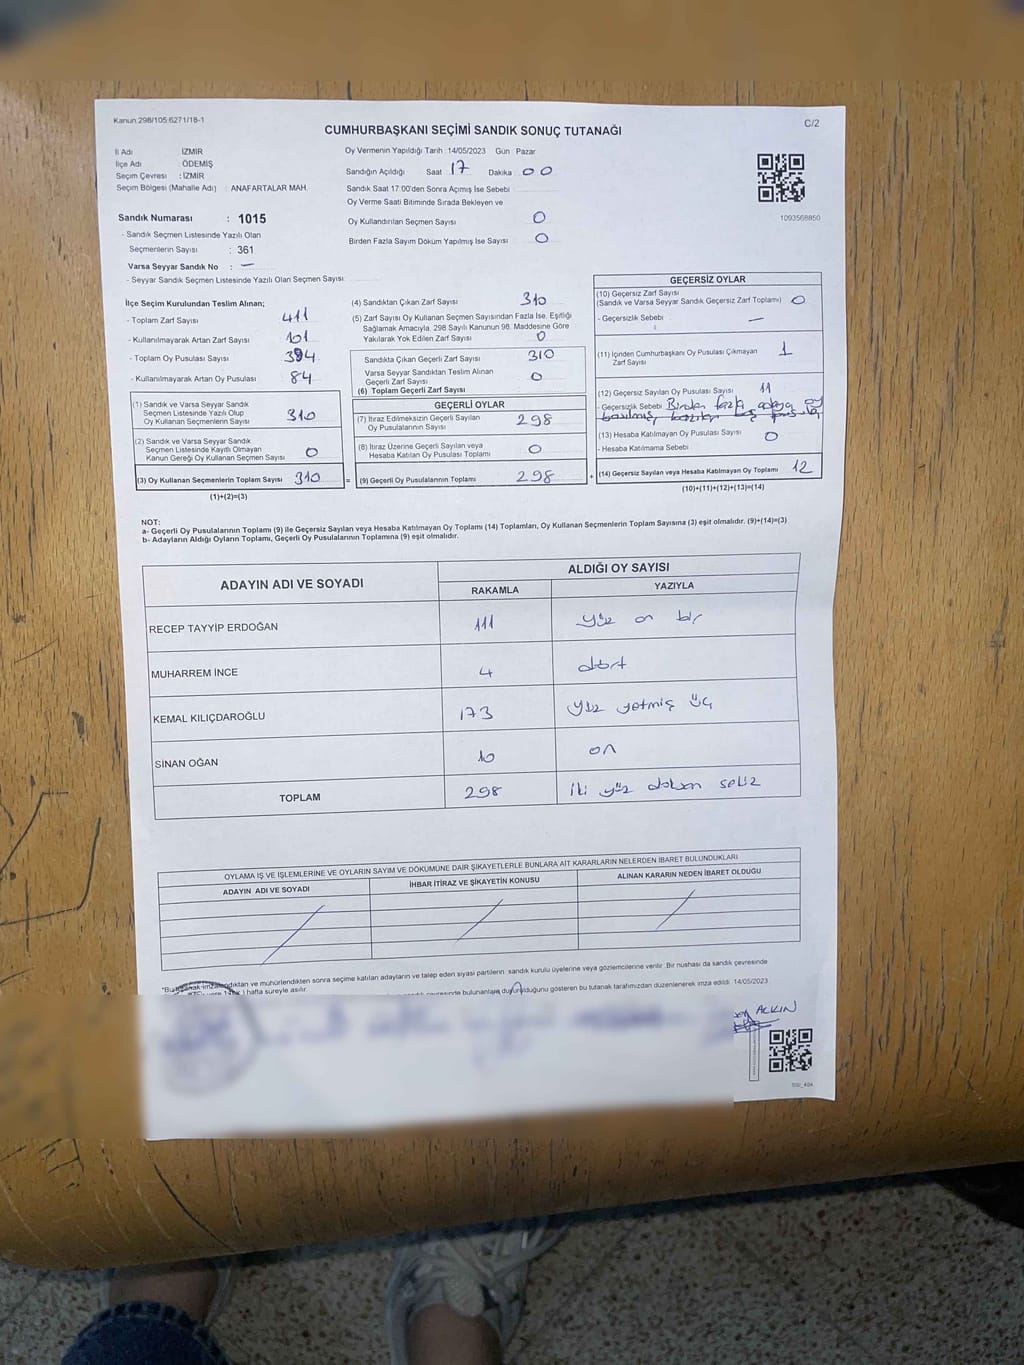 Kanun:298/105;6271/18-1
C/2
CUMHURBAŞKANI SEÇİMİ SANDIK SONUÇ TUTANAĞI
İl Adı : İZMİR
İlçe Adı : ÖDEMİŞ
Seçim Çevresi : İZMİR
Seçim Bölgesi (Mahalle Adı) : ANAFARTALAR MAH.
Sandık Numarası : 1015
- Sandık Seçmen Listesinde Yazılı Olan
Seçmenlerin Sayısı : 361
Varsa Seyyar Sandık No : —
- Seyyar Sandık Seçmen Listesinde Yazılı Olan Seçmen Sayısı:
Oy Vermenin Yapıldığı Tarih :14/05/2023 Gün : Pazar
Sandığın Açıldığı Saat 17 Dakika : 00
Sandık Saat 17:00'den Sonra Açımış İse Sebebi
Oy Verme Saati Bitiminde Sırada Bekleyen ve
Oy Kullandırılan Seçmen Sayısı 0
Birden Fazla Sayım Döküm Yapılmış İse Sayısı 0
1093568850
İlçe Seçim Kurulundan Teslim Alınan;
- Toplam Zarf Sayısı 411
- Kullanılmayarak Artan Zarf Sayısı 101
- Toplam Oy Pusulası Sayısı 394
- Kullanılmayarak Artan Oy Pusulası 84
(1) Sandık ve Varsa Seyyar Sandık
Seçmen Listesinde Yazılı Olup
Oy Kullanan Seçmenlerin Sayısı 310
(2) Sandık ve Varsa Seyyar Sandık
Seçmen Listesinde Kayıtlı Olmayan
Kanun Gereği Oy Kullanan Seçmen Sayısı 0
(3) Oy Kullanan Seçmenlerin Toplam Sayısı 310
(1)+(2)=(3)
(4) Sandıktan Çıkan Zarf Sayısı 310
(5) Zarf Sayısı Oy Kullanan Seçmen Sayısından Fazla İse, Eşitliği
Sağlamak Amacıyla, 298 Sayılı Kanunun 98. Maddesine Göre
Yakılarak Yok Edilen Zarf Sayısı 0
Sandıkta Çıkan Geçerli Zarf Sayısı 310
Varsa Seyyar Sandıktan Teslim Alınan
Geçerli Zarf Sayısı 0
(6) Toplam Geçerli Zarf Sayısı
GEÇERLİ OYLAR
(7) İtiraz Edilmeksizin Geçerli Sayılan
Oy Pusulalarının Sayısı 298
(8) İtiraz Üzerine Geçerli Sayılan veya
Hesaba Katılan Oy Pusulası Toplamı 0
= (9) Geçerli Oy Pusulalarının Toplamı 298
GEÇERSİZ OYLAR
(10) Geçersiz Zarf Sayısı
(Sandık ve Varsa Seyyar Sandık Geçersiz Zarf Toplamı) 0
- Geçersizlik Sebebi : —
(11) İçinden Cumhurbaşkanı Oy Pusulası Çıkmayan
Zarf Sayısı 1
(12) Geçersiz Sayılan Oy Pusulası Sayısı 11
- Geçersizlik Sebebi Birden fazla adaya oy
basılmış, bazıları boş
(13) Hesaba Katılmayan Oy Pusulası Sayısı 0
- Hesaba Katılmama Sebebi
+ (14) Geçersiz Sayılan veya Hesaba Katılmayan Oy Toplamı 12
(10)+(11)+(12)+(13)=(14)
NOT:
a- Geçerli Oy Pusulalarının Toplamı (9) ile Geçersiz Sayılan veya Hesaba Katılmayan Oy Toplamı (14) Toplamları, Oy Kullanan Seçmenlerin Toplam Sayısına (3) eşit olmalıdır. (9)+(14)=(3)
b- Adayların Aldığı Oyların Toplamı, Geçerli Oy Pusulalarının Toplamına (9) eşit olmalıdır.
ADAYIN ADI VE SOYADI ALDIĞI OY SAYISI
RAKAMLA YAZIYLA
RECEP TAYYİP ERDOĞAN 111 yüz on bir
MUHARREM İNCE 4 dört
KEMAL KILIÇDAROĞLU 173 yüz yetmiş üç
SİNAN OĞAN 10 on
TOPLAM 298 iki yüz doksan sekiz
OYLAMA İŞ VE İŞLEMLERİNE VE OYLARIN SAYIM VE DÖKÜMÜNE DAİR ŞİKAYETLERLE BUNLARA AİT KARARLARIN NELERDEN İBARET BULUNDUKLARI
ADAYIN ADI VE SOYADI İHBAR İTİRAZ VE ŞİKAYETİN KONUSU ALINAN KARARIN NEDEN İBARET OLDUĞU
*Bu tutanak imzalandıktan ve mühürlendikten sonra seçime katılan adayların ve talep eden siyasi partilerin sandık kurulu üyelerine veya gözlemcilerine verilir. Bir nushası da sandık çevresinde
hafta süreyle asılır. bulunanlara duyurulduğunu gösteren bu tutanak tarafımızdan düzenlenerek imza edildi. 14/05/2023
ALKIN